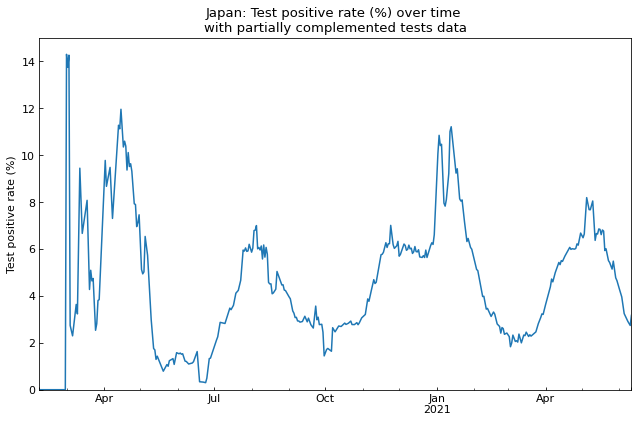 Japan: Test positive rate (%) over time
with partially complemented tests data
Test positive rate (%)
14
12
10
8
6
4
2
0
Apr
Jul
Oct
Jan
2021
Apr